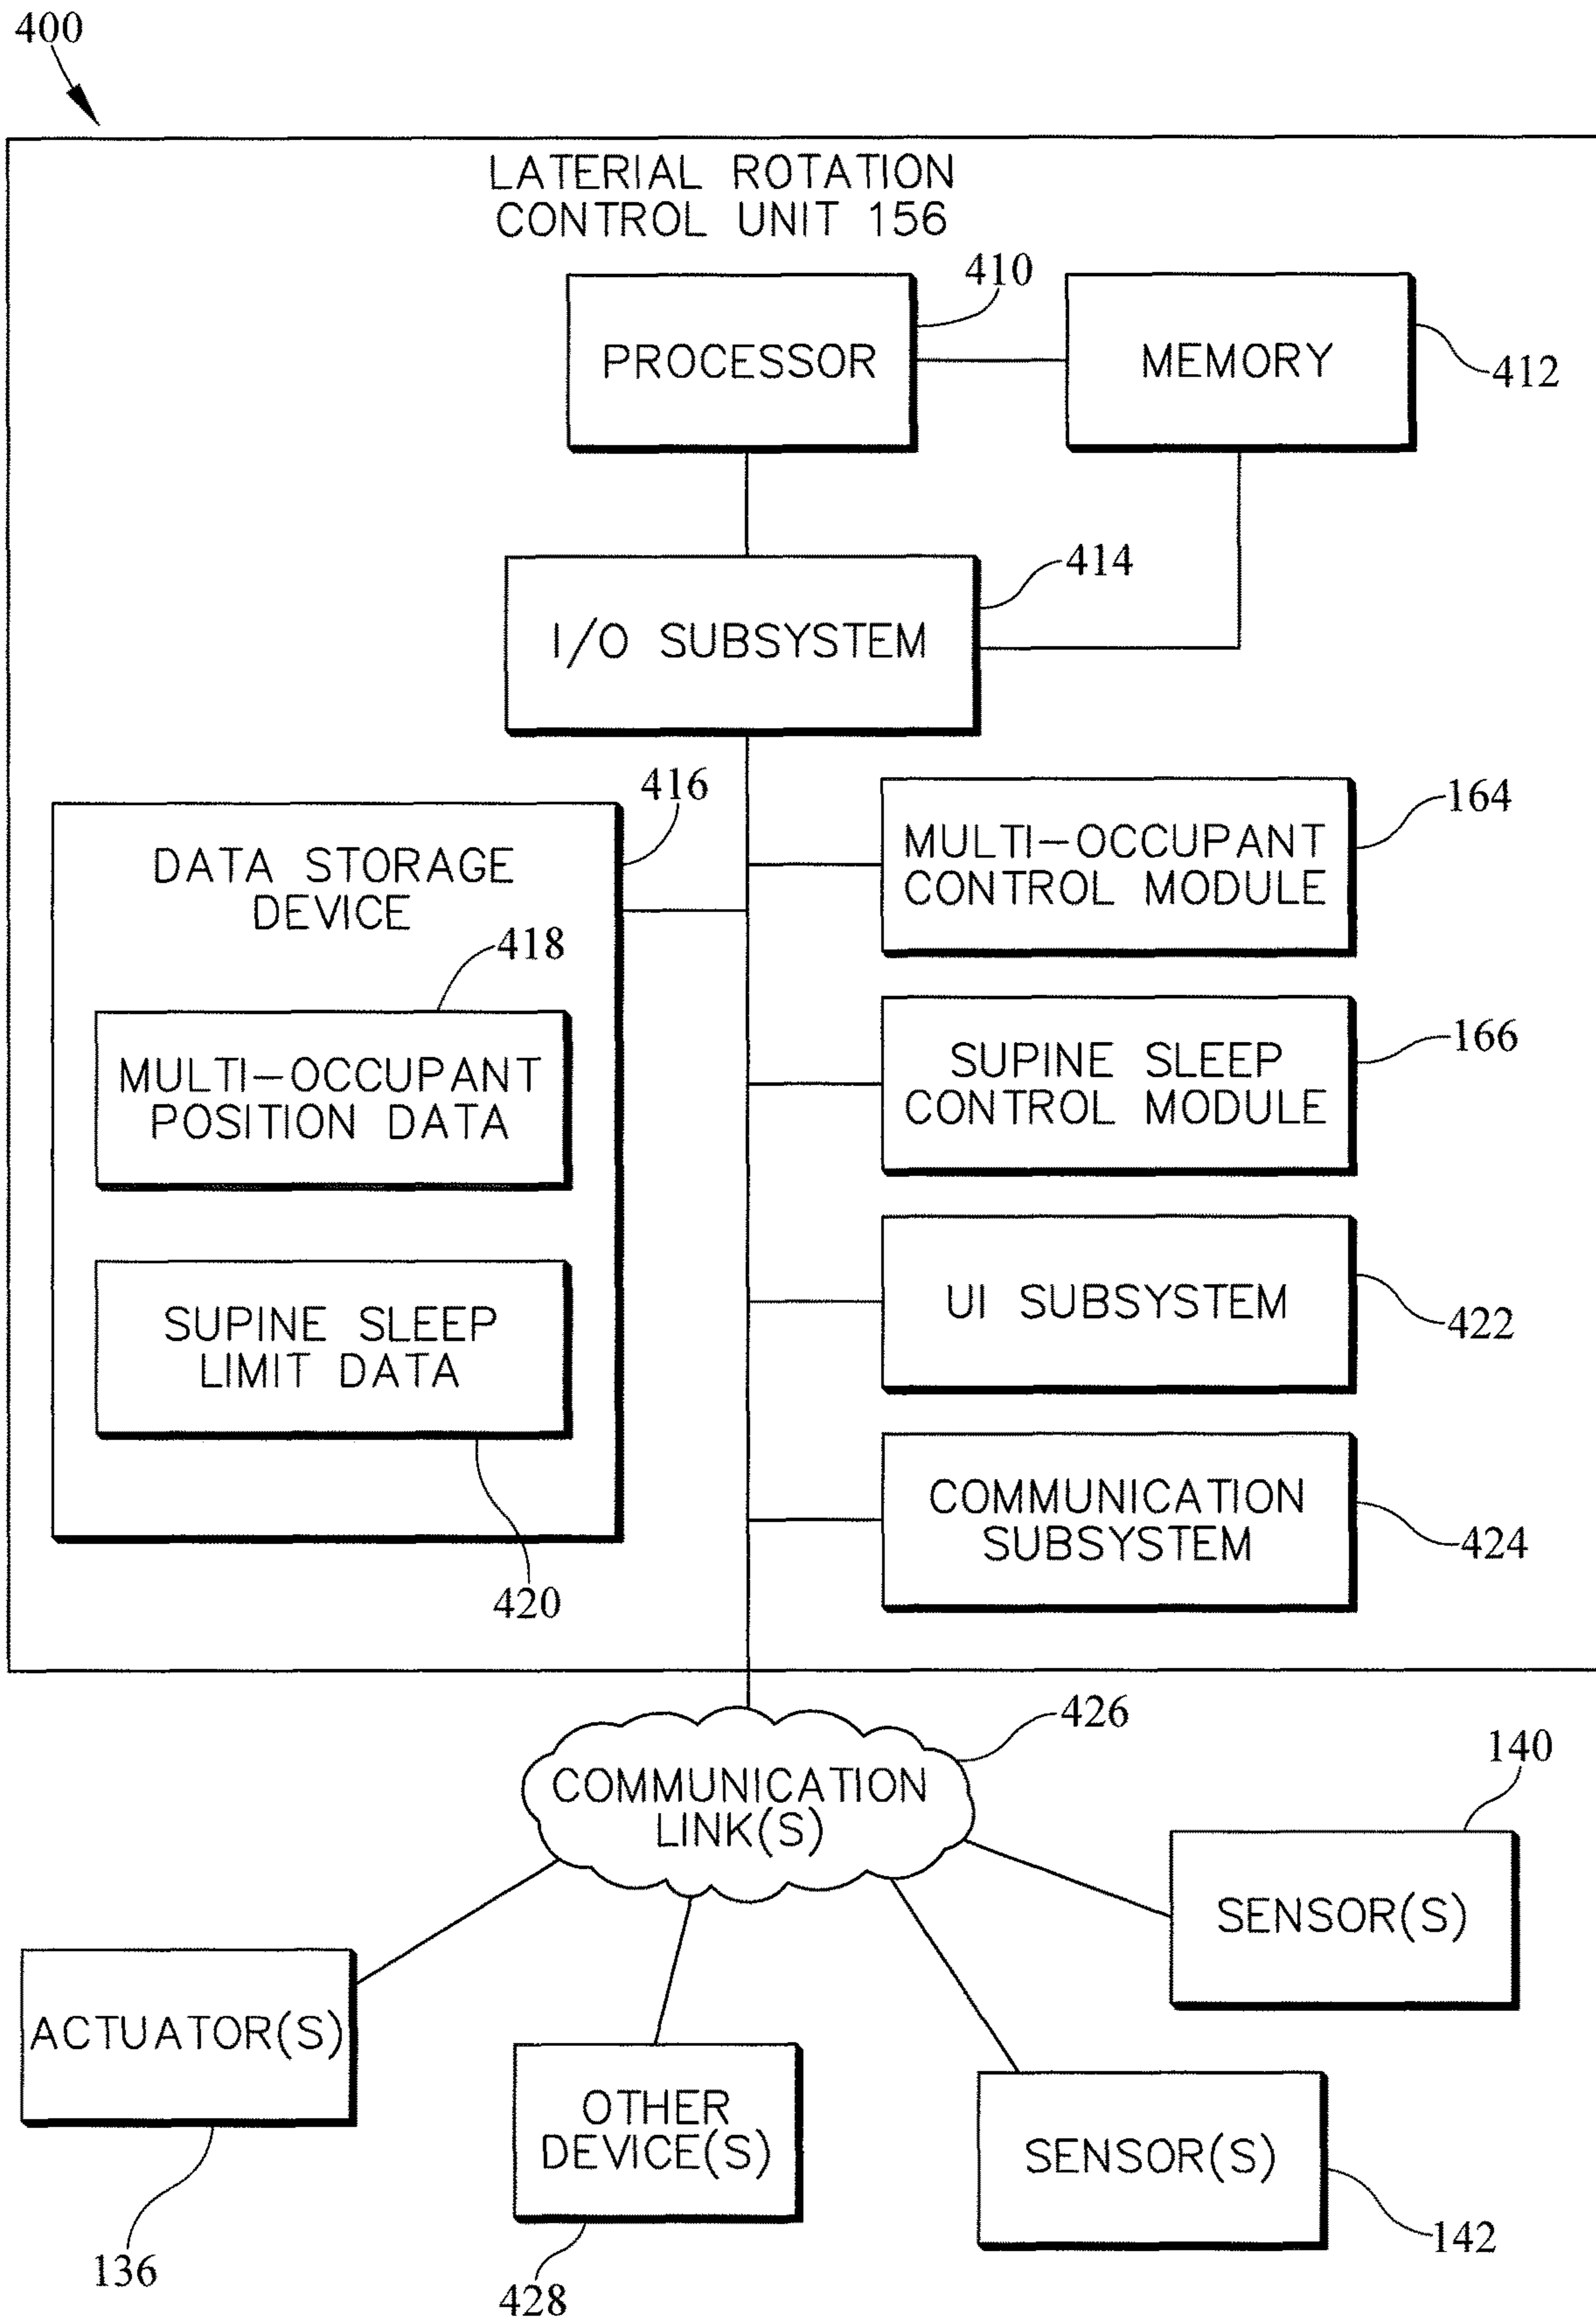 400
LATERIAL ROTATION
CONTROL UNIT 156
410
PROCESSOR
MEMORY
412
414
I/O SUBSYSTEM
416
DATA STORAGE
DEVICE
418
MULTI-OCCUPANT
POSITION DATA
SUPINE SLEEP
LIMIT DATA
420
MULTI-OCCUPANT
CONTROL MODULE
164
SUPINE SLEEP
CONTROL MODULE
166
UI SUBSYSTEM
422
COMMUNICATION
SUBSYSTEM
424
426
COMMUNICATION
LINK(S)
140
SENSOR(S)
ACTUATOR(S)
136
OTHER
DEVICE(S)
428
SENSOR(S)
142